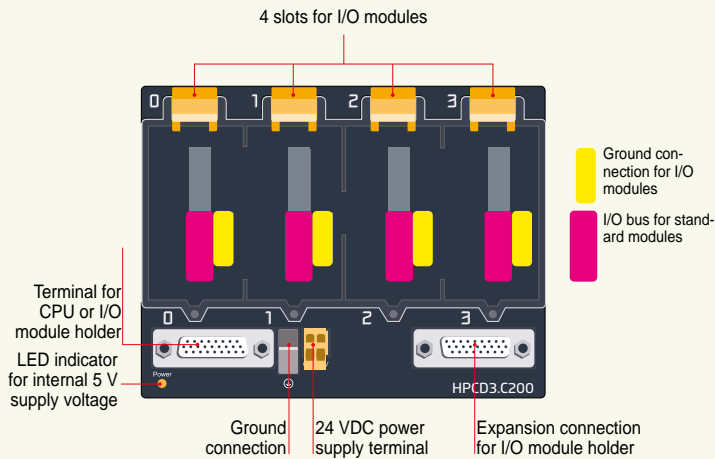 4 slots for I/O modules
0 1 2 3
Ground con-
nection for I/O
modules
I/O bus for stand-
ard modules
Terminal for
CPU or I/O
module holder
0 1 2 3
LED indicator
for internal 5 V
supply voltage
Power
HPCD3.C200
Ground
connection
24 VDC power
supply terminal
Expansion connection
for I/O module holder